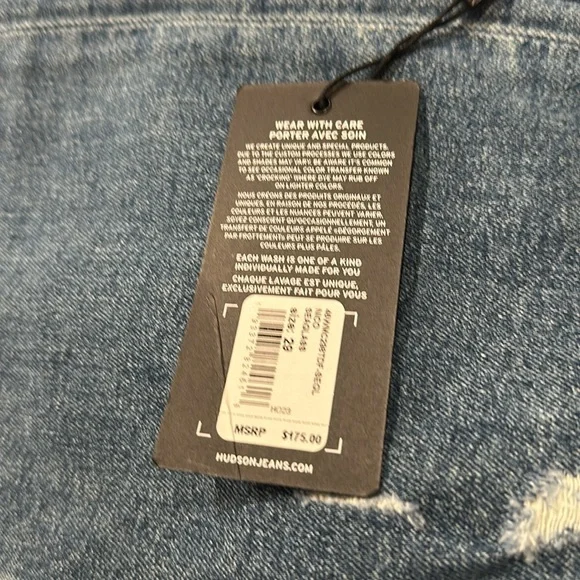 WEAR WITH CARE
PORTER AVEC SOIN
WE CREATE UNIQUE AND SPECIAL PRODUCTS.
DUE TO THE CUSTOM PROCESSES WE USE COLORS
AND SHADES MAY VARY. BE AWARE IT'S COMMON
TO SEE OCCASIONAL COLOR TRANSFER KNOWN
AS 'CROCKING' WHERE DYE MAY RUB OFF
ON LIGHTER COLORS.
NOUS CRÉONS DES PRODUITS ORIGINAUX ET
UNIQUES. EN RAISON DE NOS PROCÉDÉS, LES
COULEURS ET LES NUANCES PEUVENT VARIER.
SOYEZ CONSCIENT QU'OCCASIONNELLEMENT, UN
TRANSFERT DE COULEURS APPELÉ «DÉGORGEMENT
PAR FROTTEMENT» PEUT SE PRODUIRE SUR LES
COULEURS PLUS PÂLES.
EACH WASH IS ONE OF A KIND
INDIVIDUALLY MADE FOR YOU
CHAQUE LAVAGE EST UNIQUE,
EXCLUSIVEMENT FAIT POUR VOUS
NICO
SEAGLASS
Size: 29
HO23
MSRP $175.00
HUDSONJEANS.COM